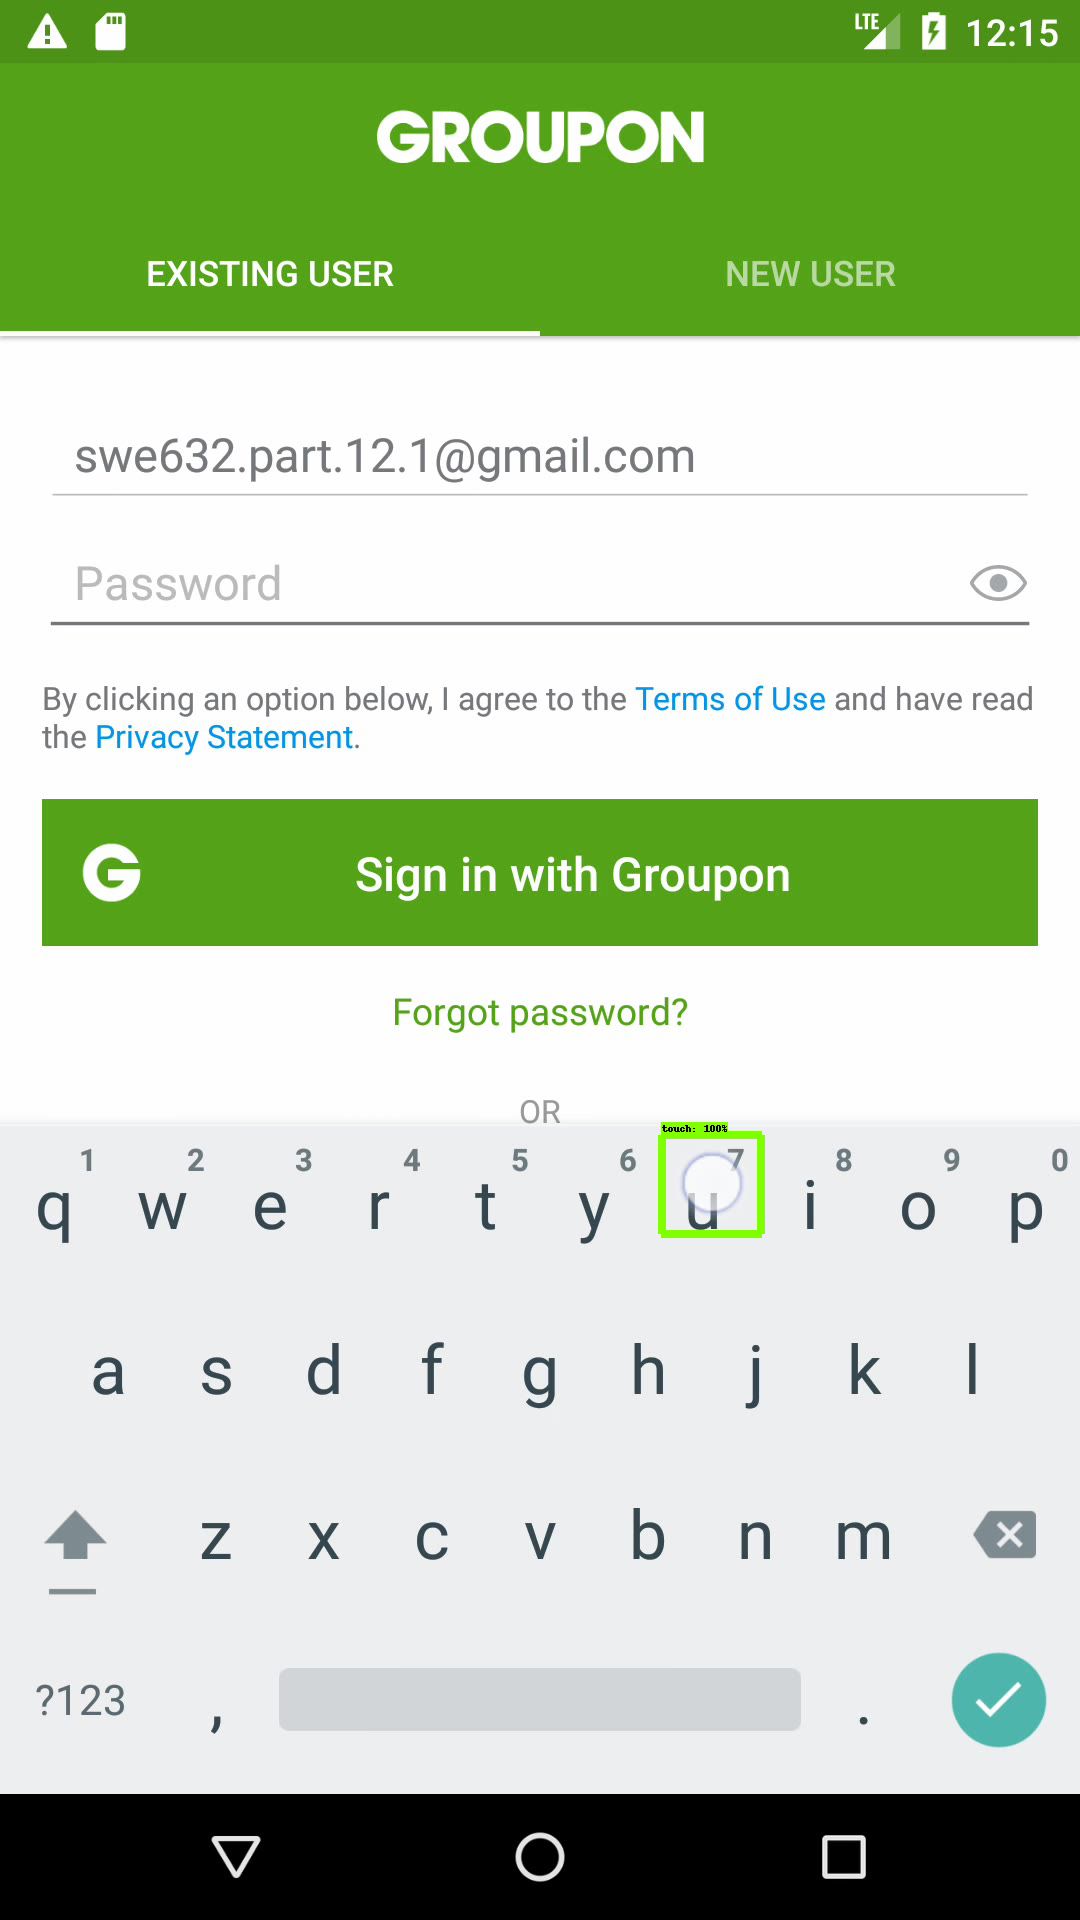 LTE 12:15
GROUPON
EXISTING USER NEW USER
swe632.part.12.1@gmail.com
Password
By clicking an option below, I agree to the Terms of Use and have read
the Privacy Statement.
G Sign in with Groupon
Forgot password?
OR
touch: 100%
1 2 3 4 5 6 7 8 9 0
q w e r t y u i o p
a s d f g h j k l
z x c v b n m
?123 , .